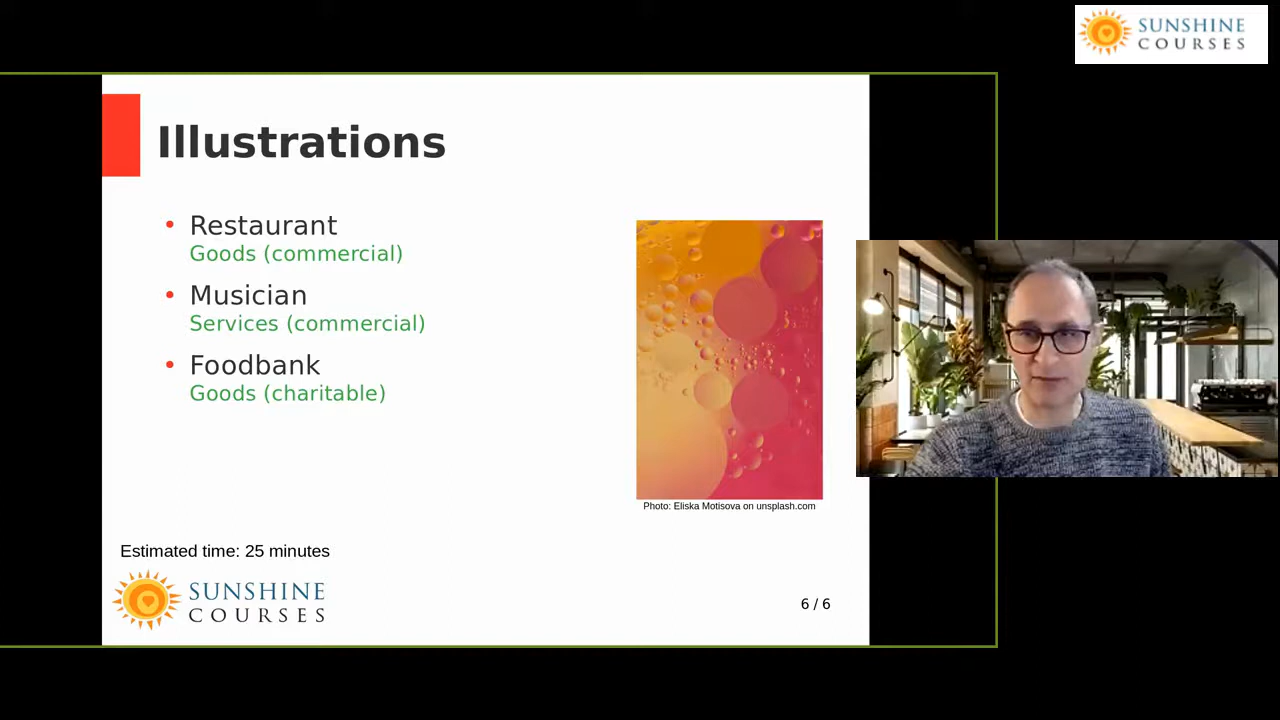 SUNSHINE
COURSES
Illustrations
• Restaurant
Goods (commercial)
• Musician
Services (commercial)
• Foodbank
Goods (charitable)
Photo: Eliska Motisova on unsplash.com
Estimated time: 25 minutes
SUNSHINE
COURSES
6 / 6